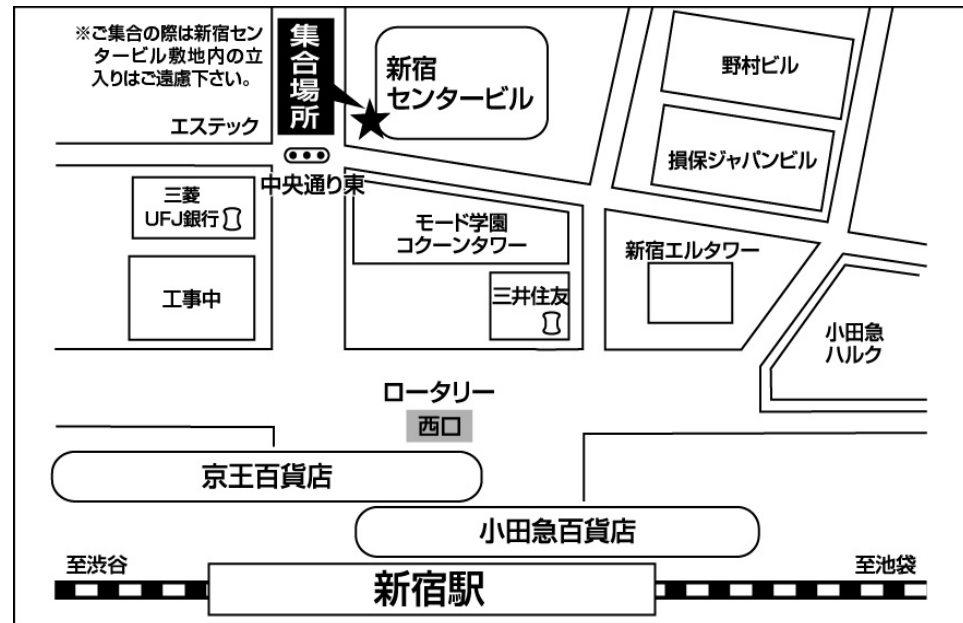 ※ご集合の際は新宿セン
タービル敷地内の立
入りはご遠慮下さい。
集合場所
新宿
センタービル
野村ビル
損保ジャパンビル
エステック
中央通り東
三菱
UFJ銀行
モード学園
コクーンタワー
新宿エルタワー
工事中
三井住友
小田急
ハルク
ロータリー
西口
京王百貨店
小田急百貨店
至渋谷
新宿駅
至池袋